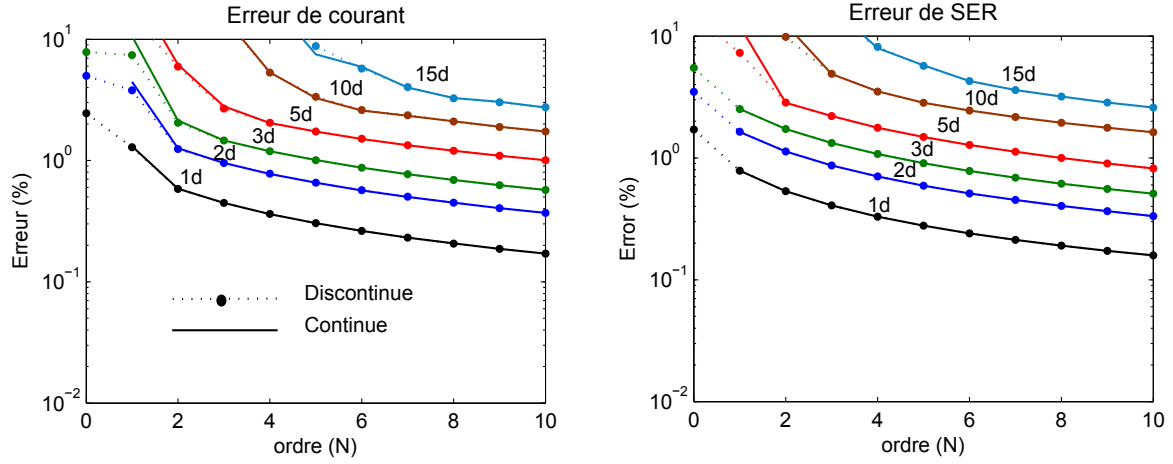 Erreur de courant
10^1
10^0
10^-1
10^-2
Erreur (%)
15d
10d
5d
3d
2d
1d
Discontinue
Continue
0 2 4 6 8 10
ordre (N)
Erreur de SER
10^1
10^0
10^-1
10^-2
Error (%)
15d
10d
5d
3d
2d
1d
0 2 4 6 8 10
ordre (N)